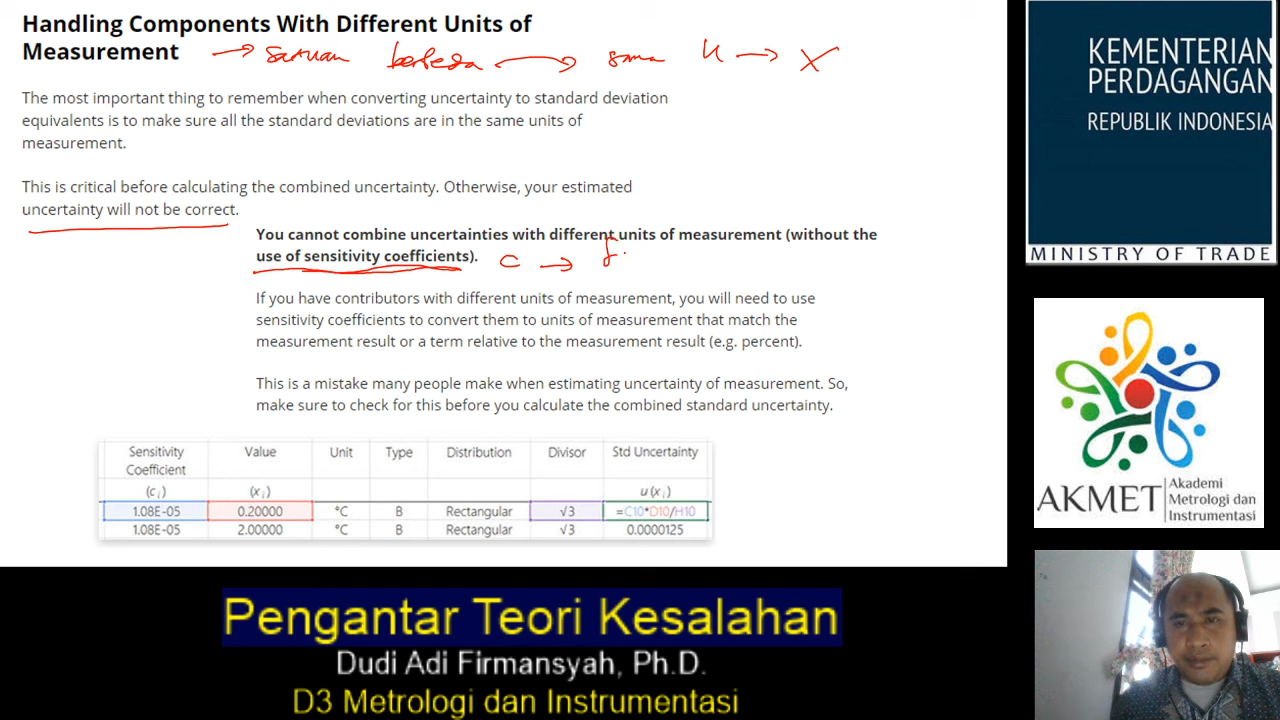 Handling Components With Different Units of
Measurement → satuan berbeda → sama u → X
The most important thing to remember when converting uncertainty to standard deviation
equivalents is to make sure all the standard deviations are in the same units of
measurement.
This is critical before calculating the combined uncertainty. Otherwise, your estimated
uncertainty will not be correct.
You cannot combine uncertainties with different units of measurement (without the
use of sensitivity coefficients). c →
If you have contributors with different units of measurement, you will need to use
sensitivity coefficients to convert them to units of measurement that match the
measurement result or a term relative to the measurement result (e.g. percent).
This is a mistake many people make when estimating uncertainty of measurement. So,
make sure to check for this before you calculate the combined standard uncertainty.
Sensitivity Coefficient Value Unit Type Distribution Divisor Std Uncertainty
(cᵢ) (xᵢ) u(xᵢ)
1.08E-05 0.20000 °C B Rectangular √3 =C10*D10/H10
1.08E-05 2.00000 °C B Rectangular √3 0.0000125
KEMENTERIAN
PERDAGANGAN
REPUBLIK INDONESIA
MINISTRY OF TRADE
AKMET
Akademi
Metrologi dan
Instrumentasi
Pengantar Teori Kesalahan
Dudi Adi Firmansyah, Ph.D.
D3 Metrologi dan Instrumentasi